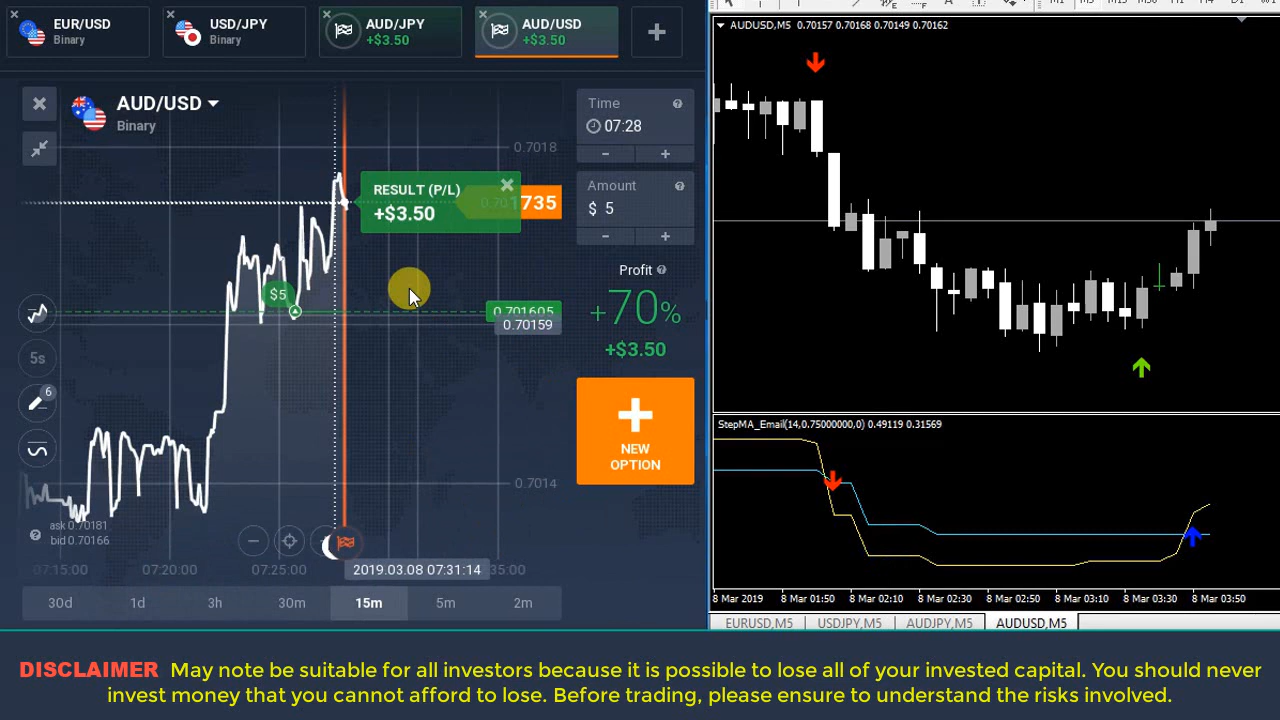 EUR/USD
Binary
USD/JPY
Binary
AUD/JPY
+$3.50
AUD/USD
+$3.50
AUD/USD
Binary
Time
07:28
Amount
$ 5
Profit
+70%
+$3.50
NEW
OPTION
RESULT (P/L)
+$3.50
1735
0.7018
$5
0.701605
0.70159
0.7014
5s
6
ask 0.70181
bid 0.70166
07:15:00
07:20:00
07:25:00
2019.03.08 07:31:14
35:00
30d
1d
3h
30m
15m
5m
2m
AUDUSD,M5 0.70157 0.70168 0.70149 0.70162
StepMA_Email(14,0.75000000,0) 0.49119 0.31569
8 Mar 2019
8 Mar 01:50
8 Mar 02:10
8 Mar 02:30
8 Mar 02:50
8 Mar 03:10
8 Mar 03:30
8 Mar 03:50
EURUSD,M5
USDJPY,M5
AUDJPY,M5
AUDUSD,M5
DISCLAIMER May note be suitable for all investors because it is possible to lose all of your invested capital. You should never
invest money that you cannot afford to lose. Before trading, please ensure to understand the risks involved.